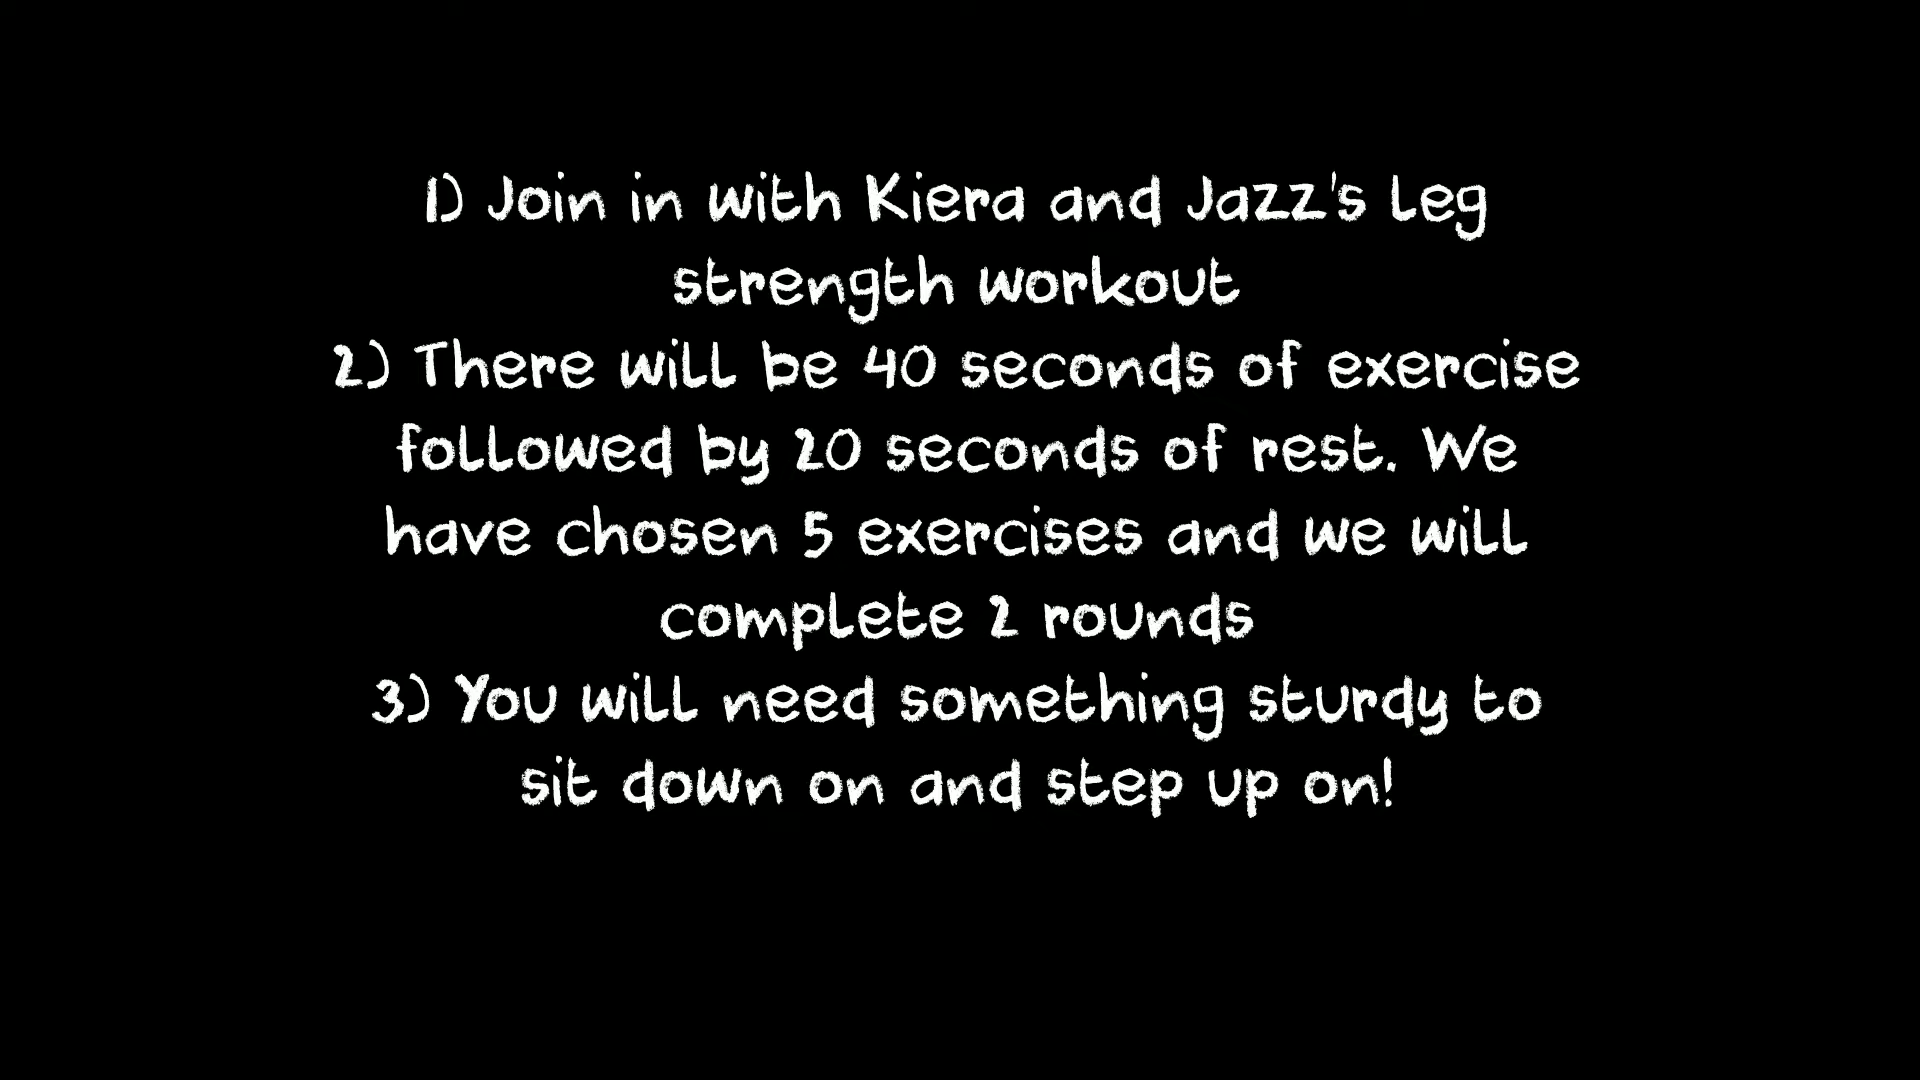 1) Join in with Kiera and Jazz's leg
strength workout
2) There will be 40 seconds of exercise
followed by 20 seconds of rest. We
have chosen 5 exercises and we will
complete 2 rounds
3) You will need something sturdy to
sit down on and step up on!